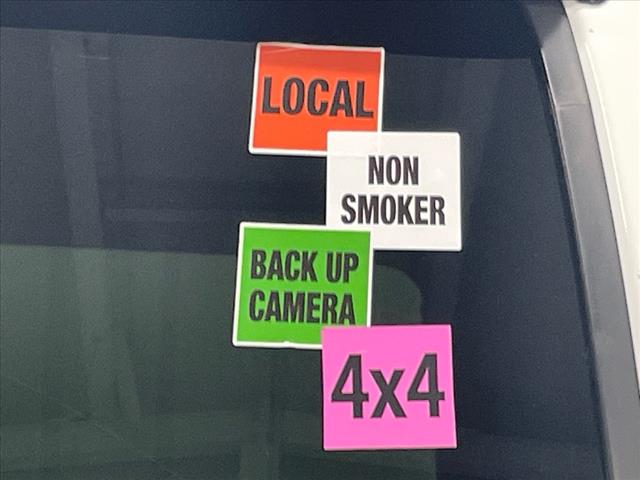 LOCAL
NON
SMOKER
BACK UP
CAMERA
4x4